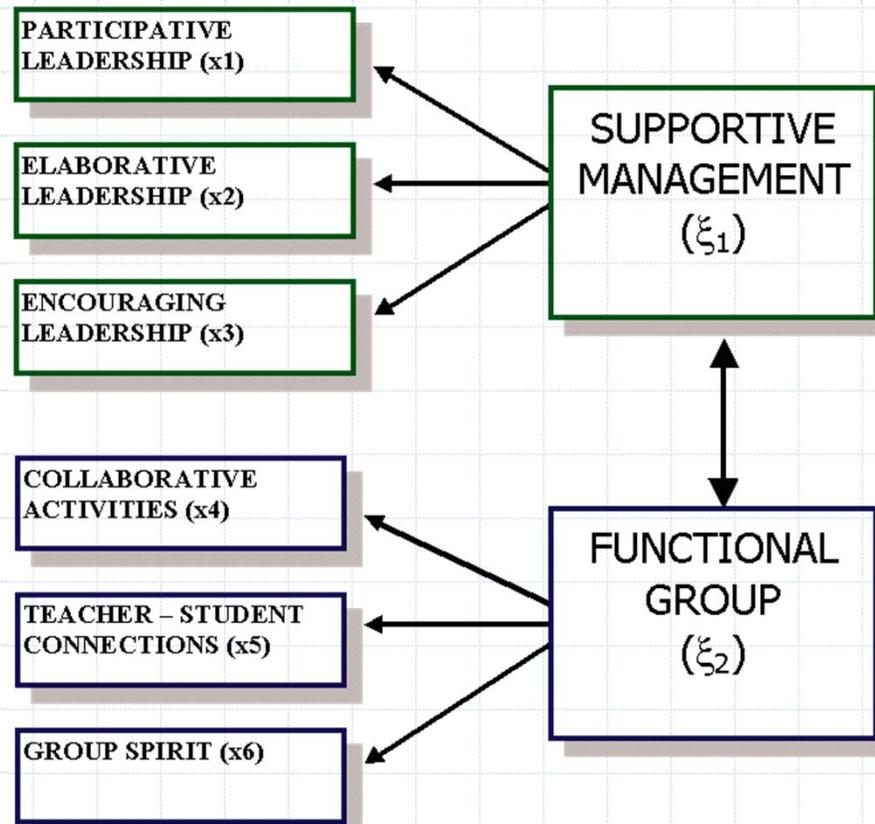 PARTICIPATIVE
LEADERSHIP (x1)
ELABORATIVE
LEADERSHIP (x2)
ENCOURAGING
LEADERSHIP (x3)
SUPPORTIVE
MANAGEMENT
(ξ₁)
COLLABORATIVE
ACTIVITIES (x4)
TEACHER – STUDENT
CONNECTIONS (x5)
GROUP SPIRIT (x6)
FUNCTIONAL
GROUP
(ξ₂)